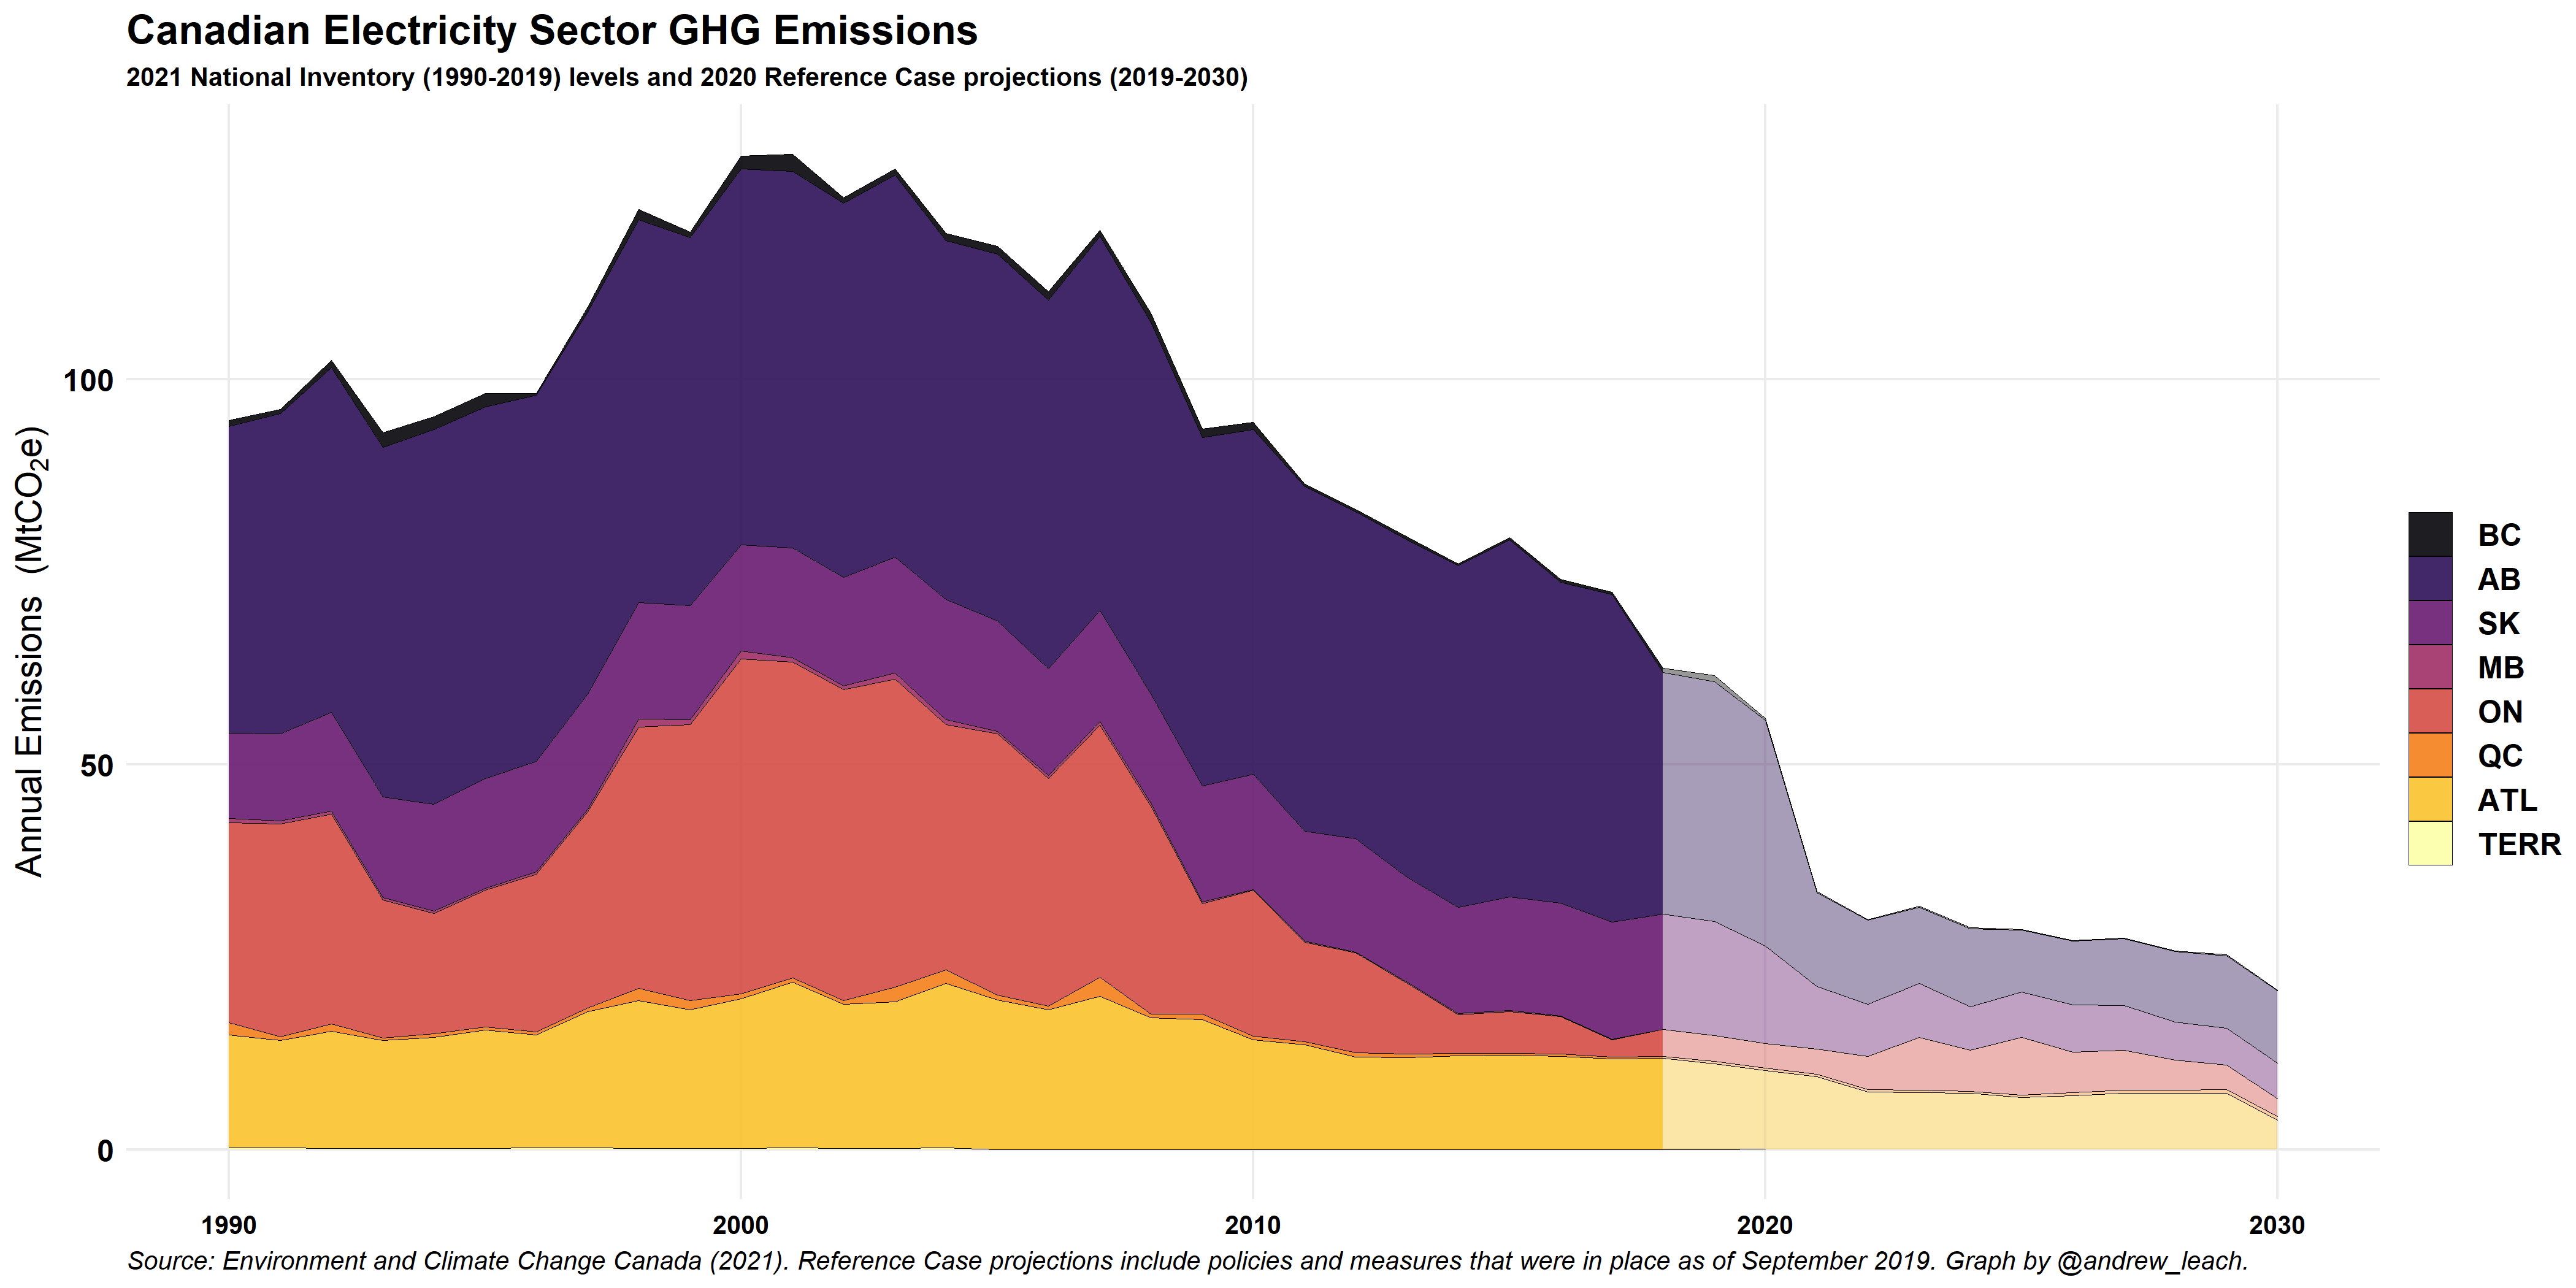 Canadian Electricity Sector GHG Emissions
2021 National Inventory (1990-2019) levels and 2020 Reference Case projections (2019-2030)
Annual Emissions (MtCO₂e)
100
50
0
1990 2000 2010 2020 2030
BC
AB
SK
MB
ON
QC
ATL
TERR
Source: Environment and Climate Change Canada (2021). Reference Case projections include policies and measures that were in place as of September 2019. Graph by @andrew_leach.